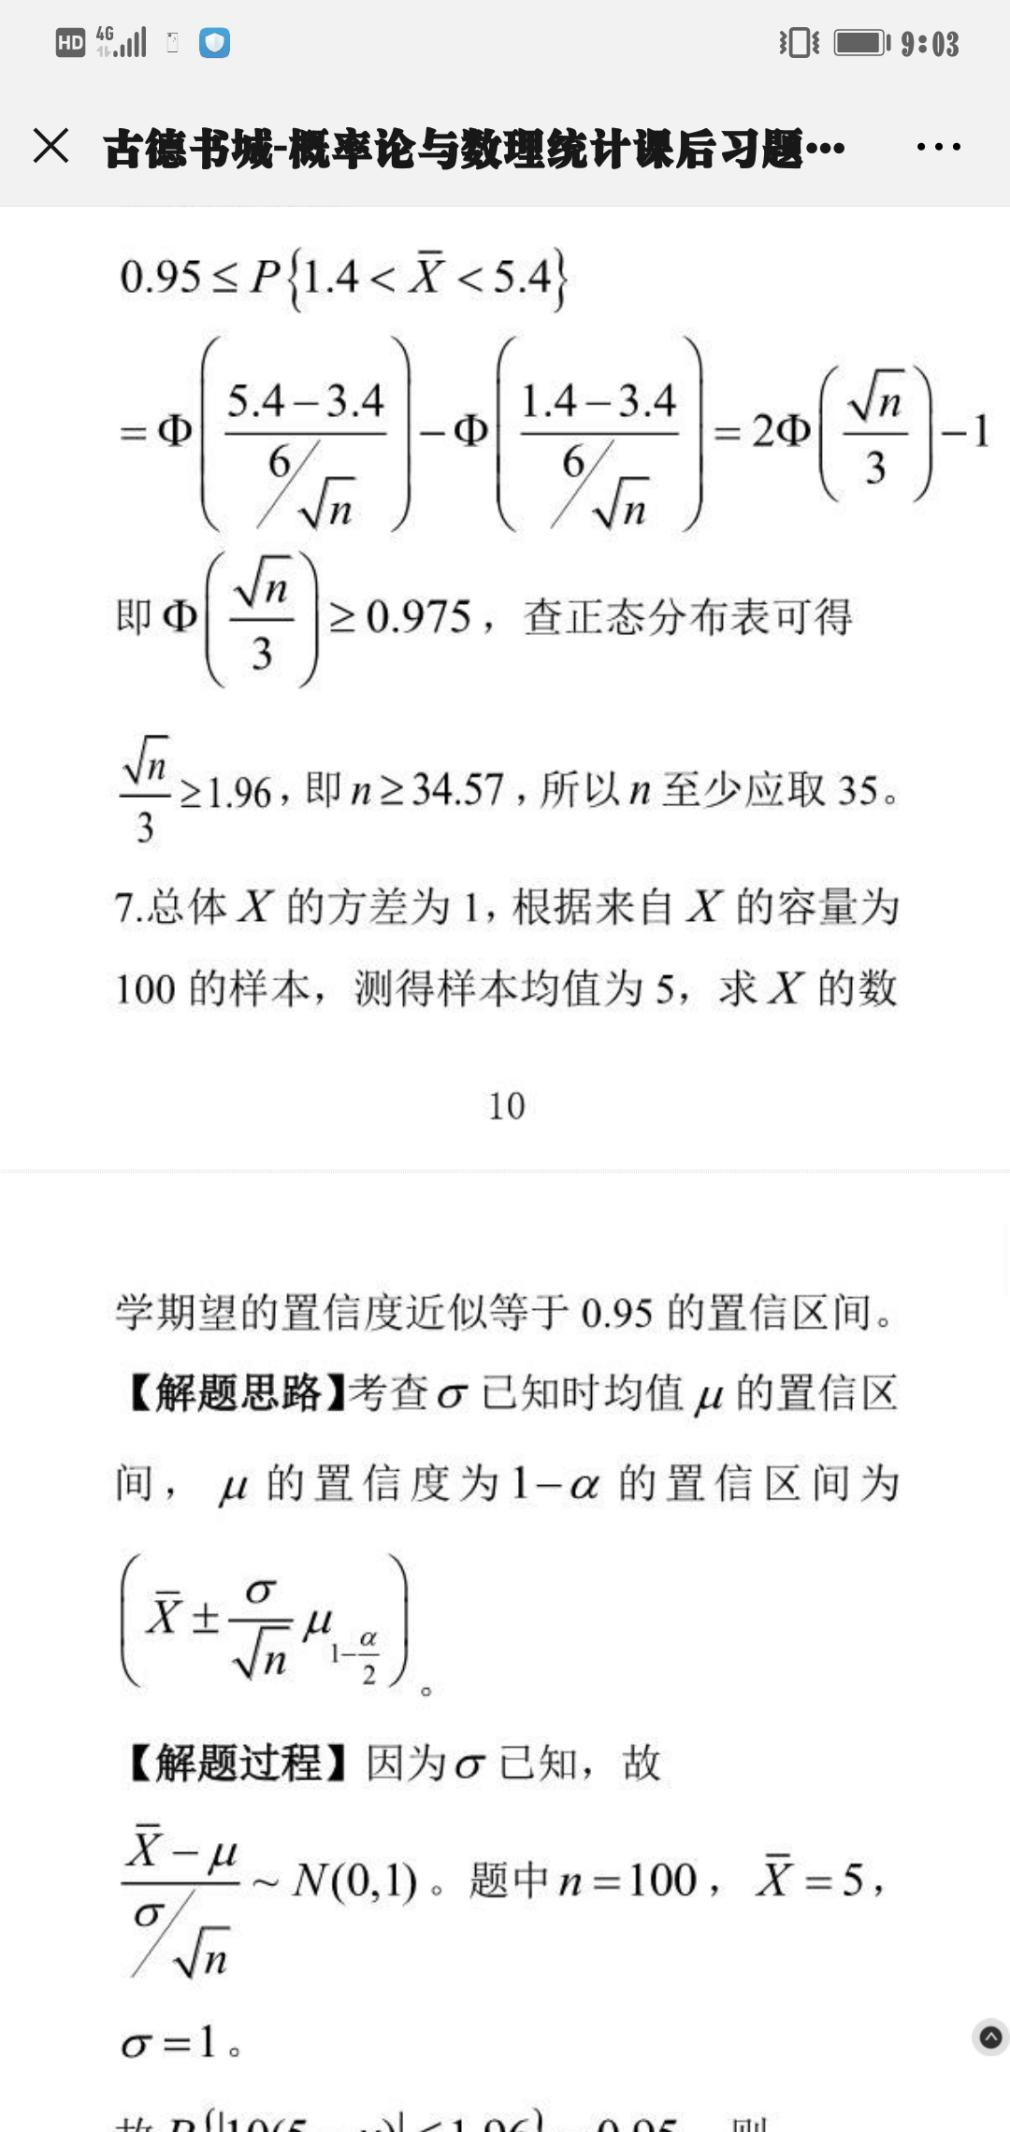 HD 4G 9:03
古德书城-概率论与数理统计课后习题…
0.95 ≤ P{1.4 < X̄ < 5.4}
= Φ((5.4−3.4)/(6/√n)) − Φ((1.4−3.4)/(6/√n)) = 2Φ(√n/3) −1
即 Φ(√n/3) ≥ 0.975，查正态分布表可得
√n/3 ≥1.96，即 n ≥ 34.57，所以 n 至少应取 35。
7.总体 X 的方差为 1，根据来自 X 的容量为
100 的样本，测得样本均值为 5，求 X 的数
10
学期望的置信度近似等于 0.95 的置信区间。
【解题思路】考查 σ 已知时均值 μ 的置信区
间， μ 的置信度为 1−α 的置信区间为
(X̄ ± σ/√n μ_{1−α/2})。
【解题过程】因为 σ 已知，故
(X̄−μ)/(σ/√n) ~ N(0,1)。题中 n =100， X̄ = 5，
σ =1。